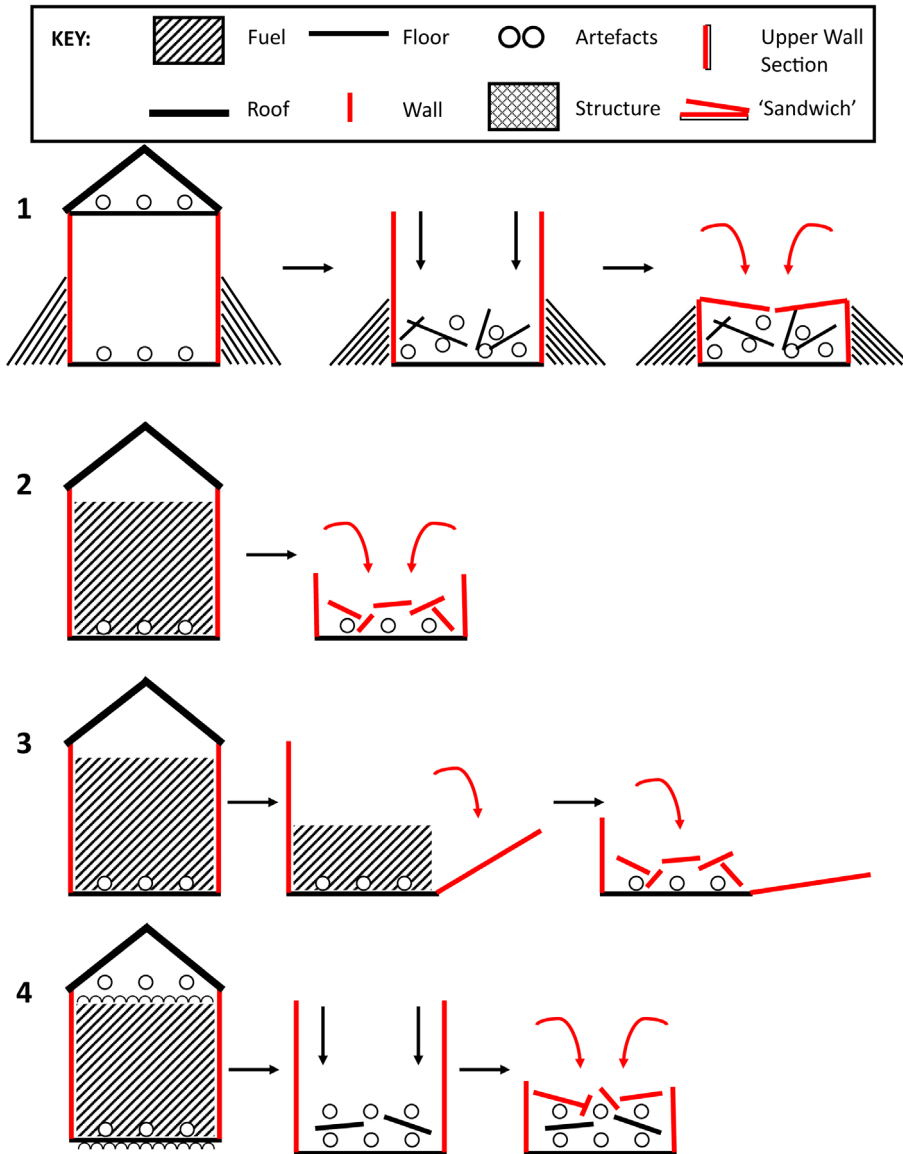 KEY:
Fuel
Floor
Artefacts
Upper Wall
Section
Roof
Wall
Structure
‘Sandwich’
1
2
3
4